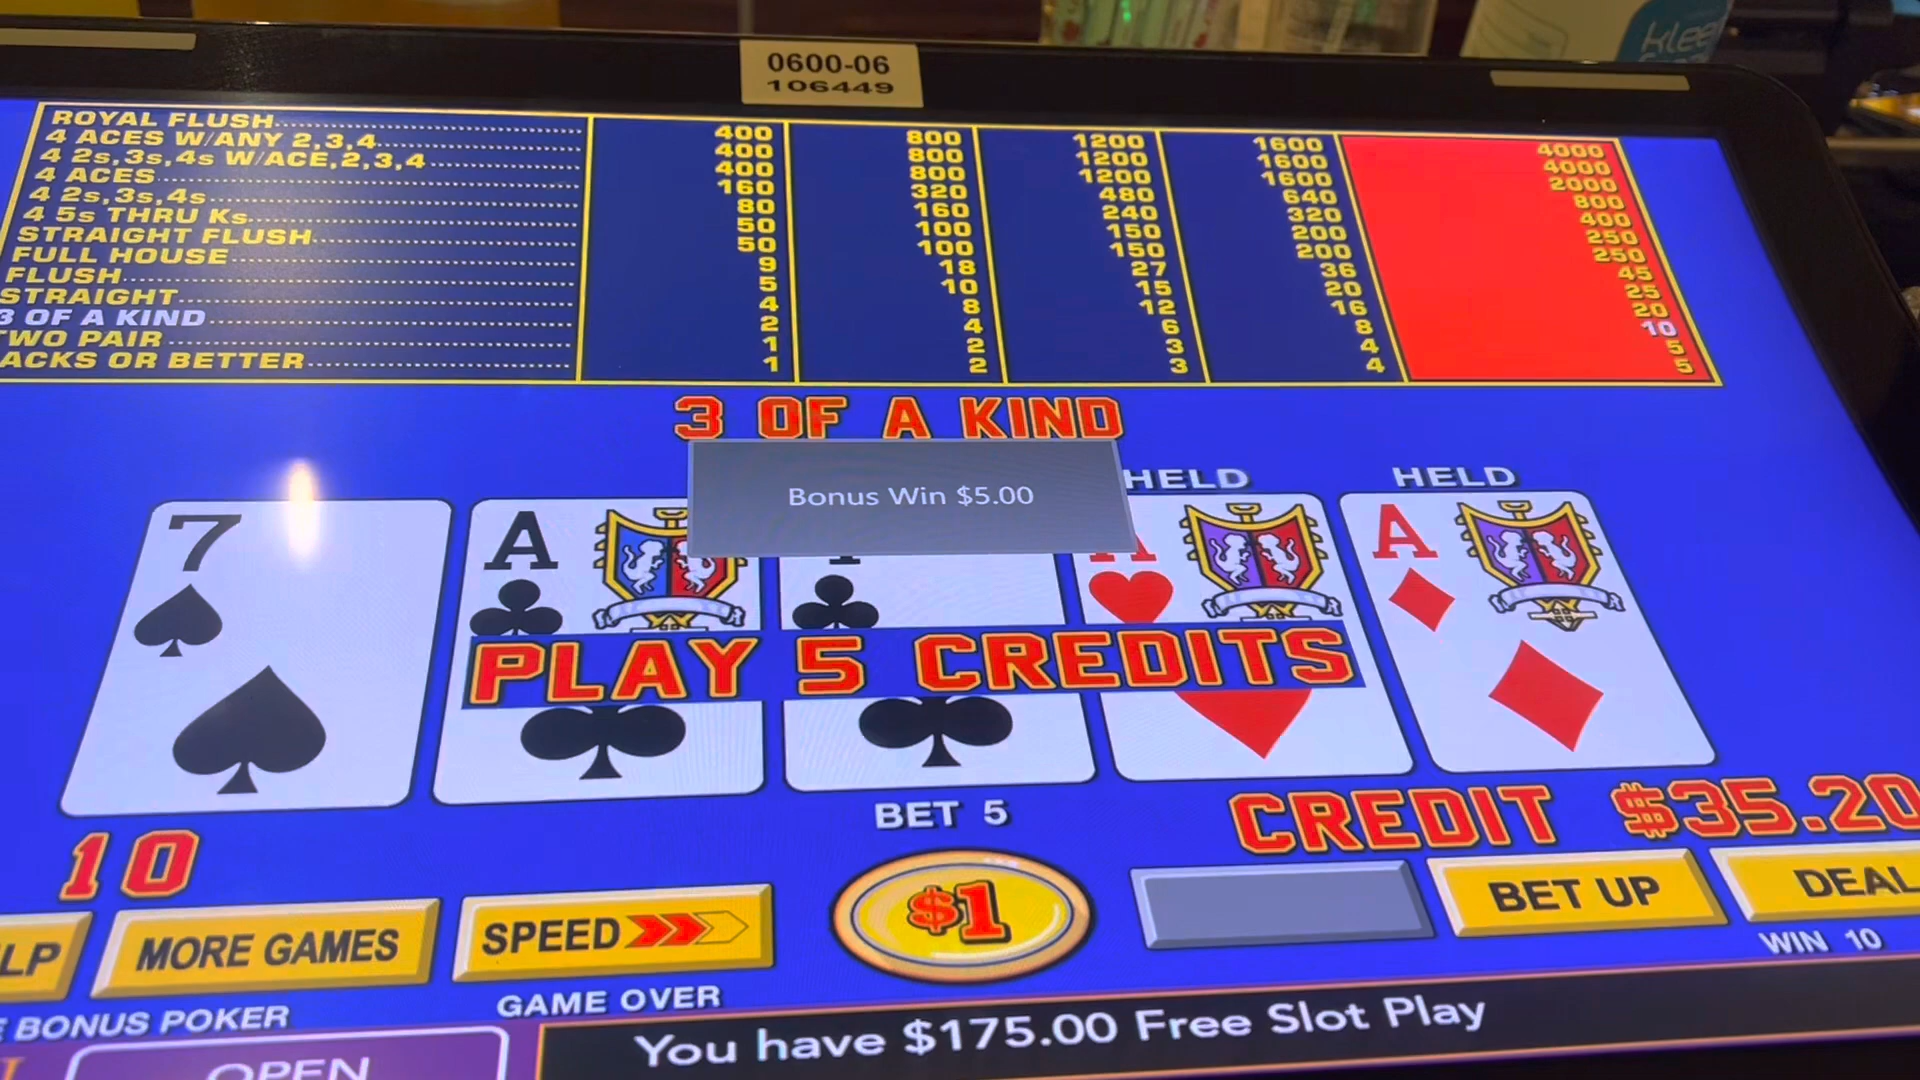 klee
0600-06
106449
ROYAL FLUSH 400 800 1200 1600 4000
4 ACES W/ANY 2,3,4 400 800 1200 1600 4000
4 2s,3s,4s W/ACE,2,3,4 400 800 1200 1600 2000
4 ACES 160 320 480 640 800
4 2s,3s,4s 80 160 240 320 400
4 5s THRU Ks 50 100 150 200 250
STRAIGHT FLUSH 50 100 150 200 250
FULL HOUSE 9 18 27 36 45
FLUSH 5 10 15 20 25
STRAIGHT 4 8 12 16 20
3 OF A KIND 2 4 6 8 10
TWO PAIR 1 2 3 4 5
ACKS OR BETTER 1 2 3 4 5
3 OF A KIND
Bonus Win $5.00
HELD HELD
7 A A A
PLAY 5 CREDITS
BET 5
10 CREDIT $35.20
LP MORE GAMES SPEED $1 BET UP DEAL
WIN 10
E BONUS POKER GAME OVER
OPEN You have $175.00 Free Slot Play